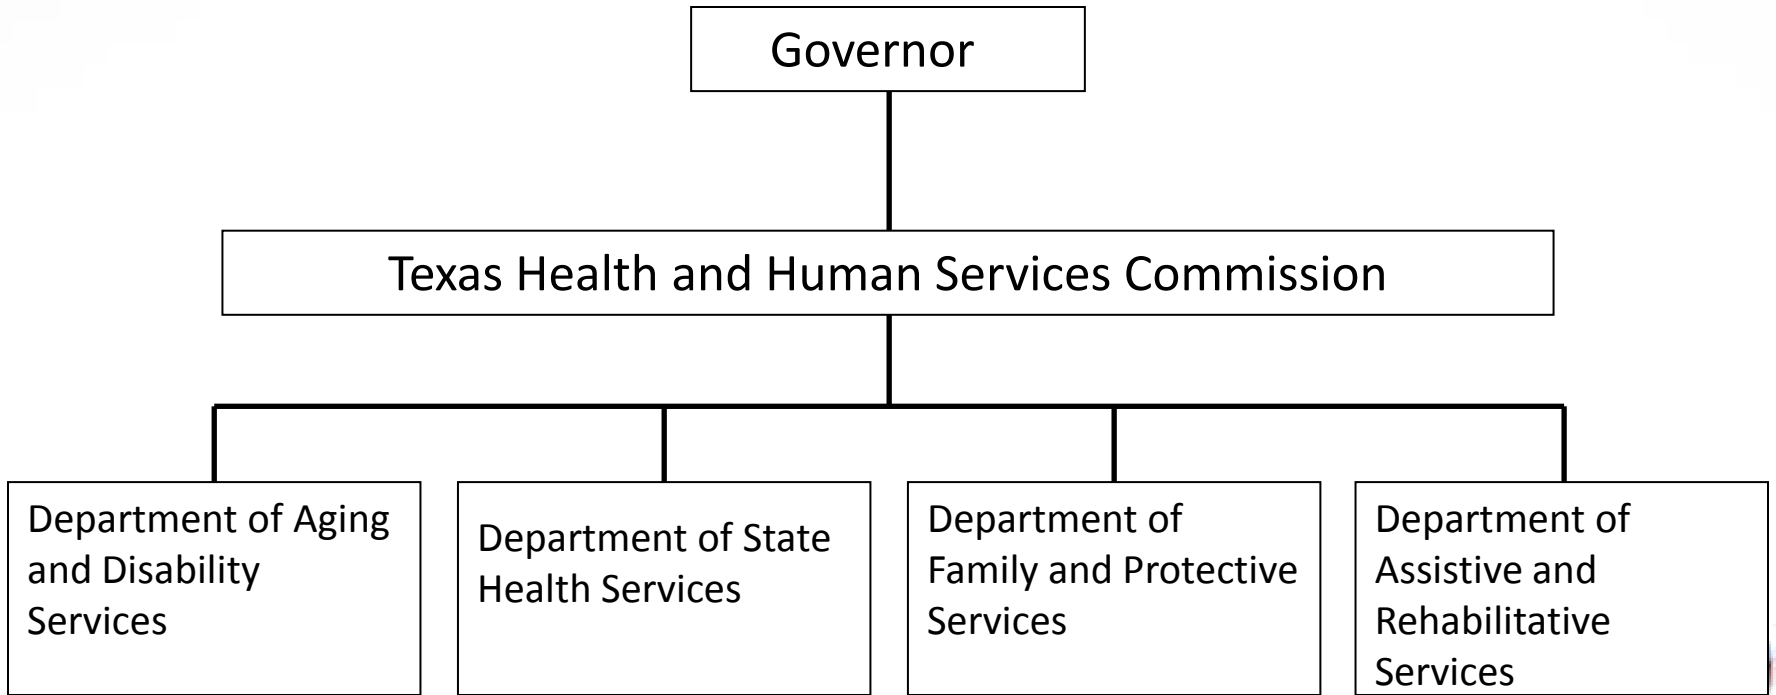 Governor
Texas Health and Human Services Commission
Department of Aging
and Disability
Services
Department of State
Health Services
Department of
Family and Protective
Services
Department of
Assistive and
Rehabilitative
Services